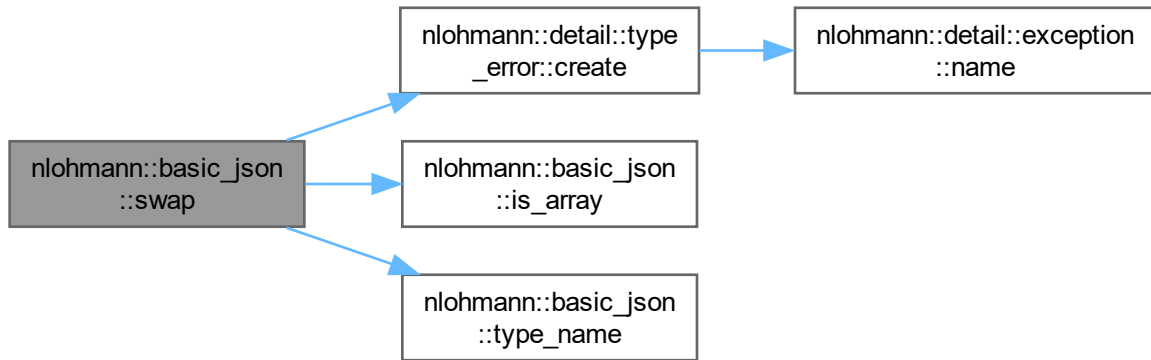 nlohmann::basic_json
::swap
nlohmann::detail::type
_error::create
nlohmann::detail::exception
::name
nlohmann::basic_json
::is_array
nlohmann::basic_json
::type_name